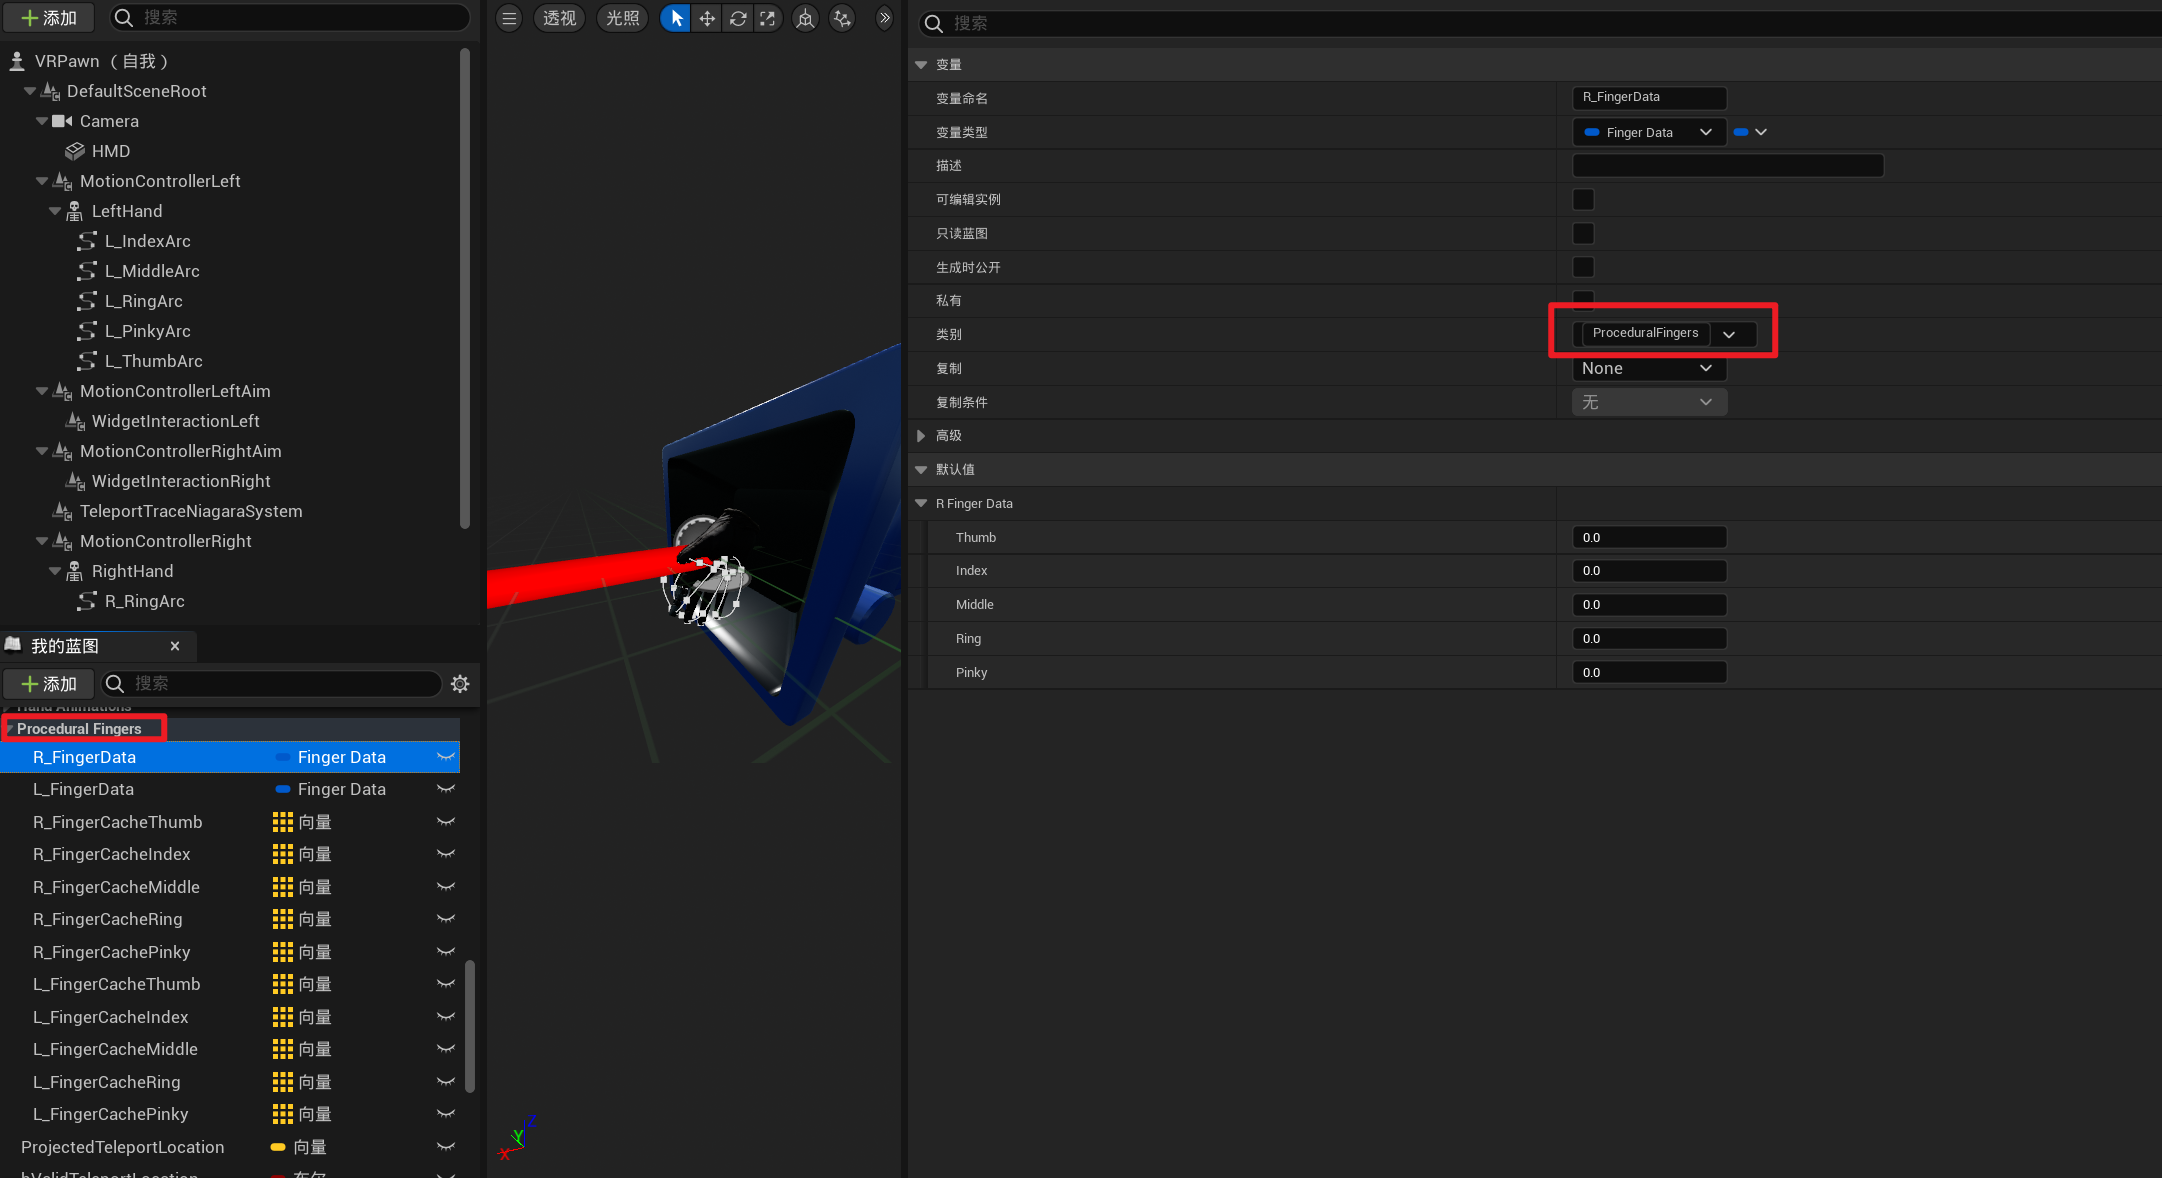 添加
搜索
VRPawn （自我）
DefaultSceneRoot
Camera
HMD
MotionControllerLeft
LeftHand
L_IndexArc
L_MiddleArc
L_RingArc
L_PinkyArc
L_ThumbArc
MotionControllerLeftAim
WidgetInteractionLeft
MotionControllerRightAim
WidgetInteractionRight
TeleportTraceNiagaraSystem
MotionControllerRight
RightHand
R_RingArc
我的蓝图
添加
搜索
Hand Animations
Procedural Fingers
R_FingerData Finger Data
L_FingerData Finger Data
R_FingerCacheThumb 向量
R_FingerCacheIndex 向量
R_FingerCacheMiddle 向量
R_FingerCacheRing 向量
R_FingerCachePinky 向量
L_FingerCacheThumb 向量
L_FingerCacheIndex 向量
L_FingerCacheMiddle 向量
L_FingerCacheRing 向量
L_FingerCachePinky 向量
ProjectedTeleportLocation 向量
bValidTeleportLocation 布尔
透视 光照
X Y Z
搜索
变量
变量命名 R_FingerData
变量类型 Finger Data
描述
可编辑实例
只读蓝图
生成时公开
私有
类别 ProceduralFingers
复制 None
复制条件 无
高级
默认值
R Finger Data
Thumb 0.0
Index 0.0
Middle 0.0
Ring 0.0
Pinky 0.0